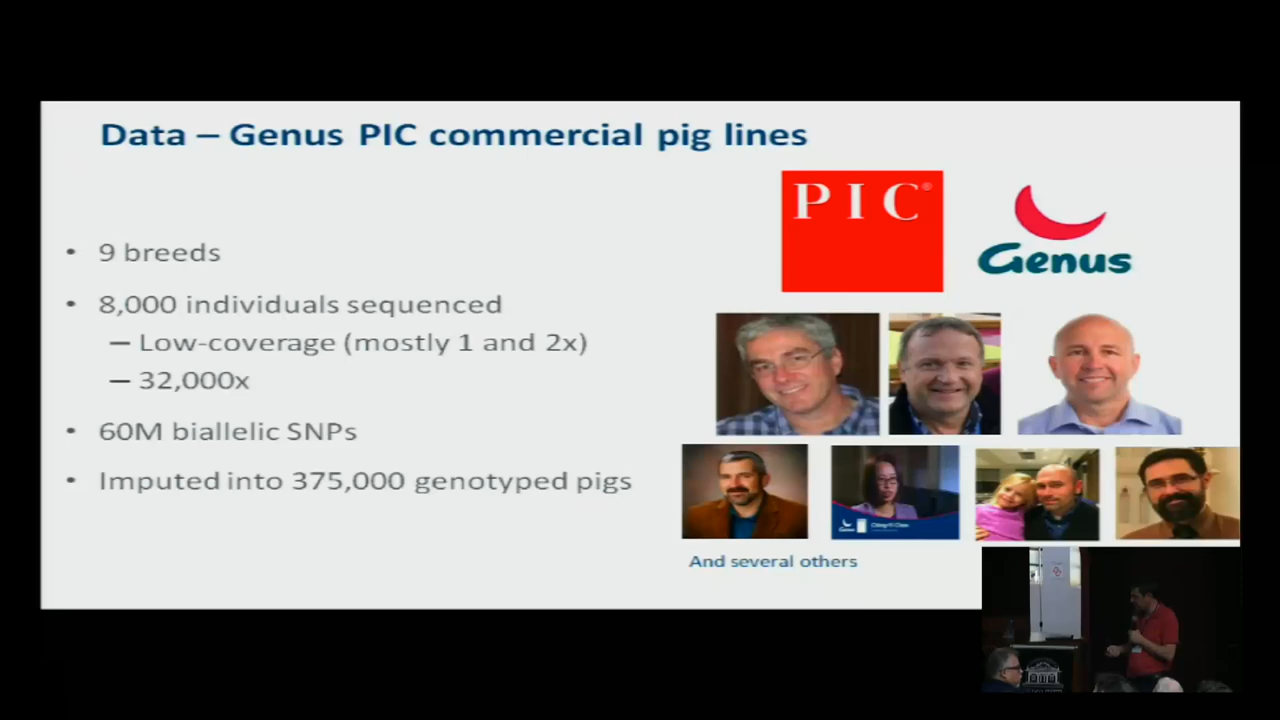 Data – Genus PIC commercial pig lines
PIC®
Genus
• 9 breeds
• 8,000 individuals sequenced
– Low-coverage (mostly 1 and 2x)
– 32,000x
• 60M biallelic SNPs
• Imputed into 375,000 genotyped pigs
And several others